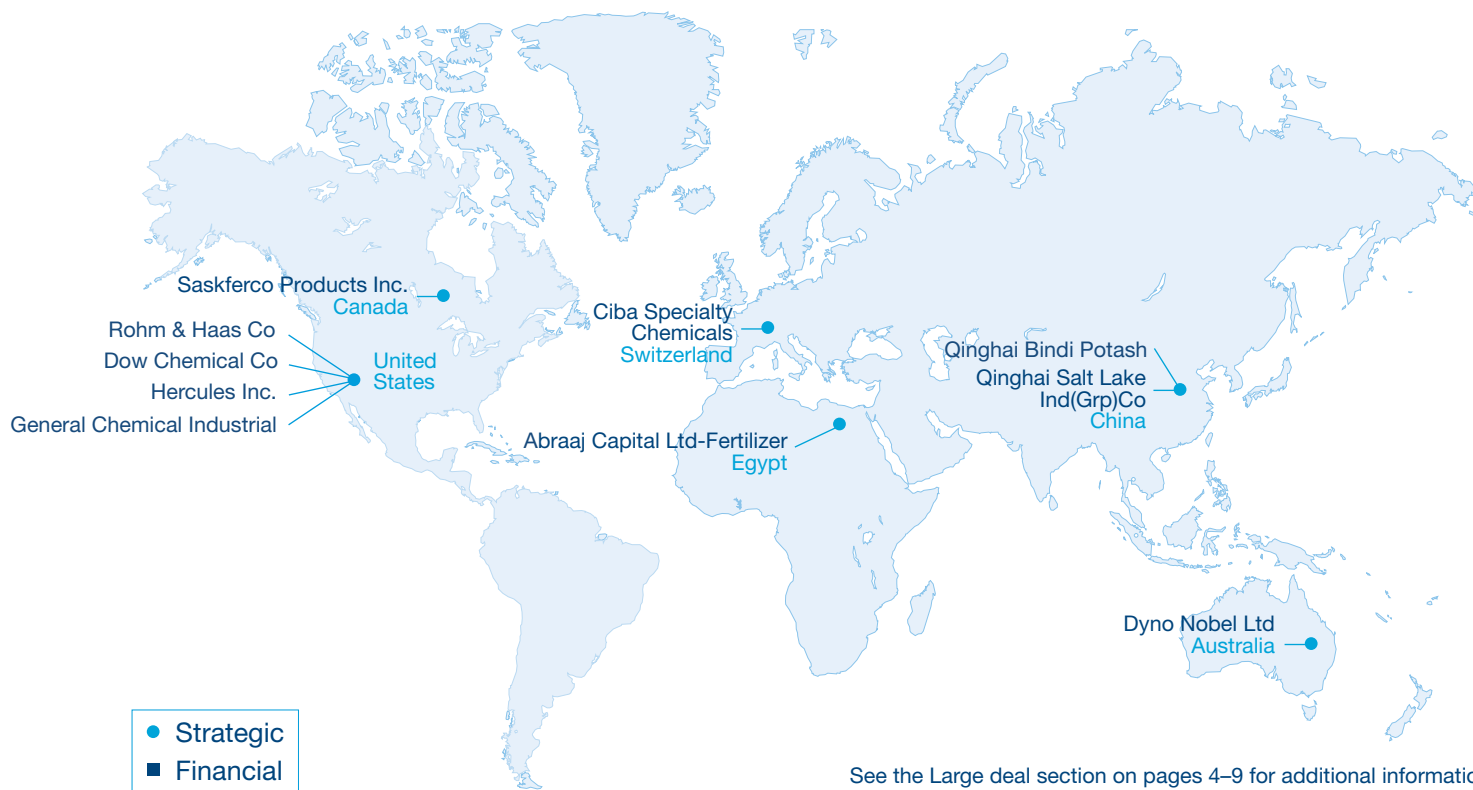 Saskferco Products Inc.
Canada
Rohm & Haas Co
Dow Chemical Co
Hercules Inc.
General Chemical Industrial
United
States
Ciba Specialty
Chemicals
Switzerland
Abraaj Capital Ltd-Fertilizer
Egypt
Qinghai Bindi Potash
Qinghai Salt Lake
Ind(Grp)Co
China
Dyno Nobel Ltd
Australia
Strategic
Financial
See the Large deal section on pages 4–9 for additional informatio